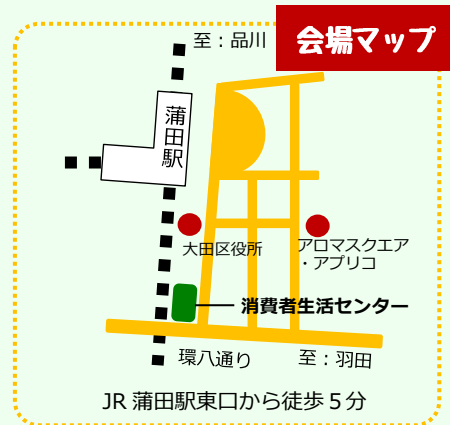 会場マップ
至：品川
蒲田駅
大田区役所
アロマスクエア
・アプリコ
消費者生活センター
環八通り
至：羽田
JR 蒲田駅東口から徒歩５分